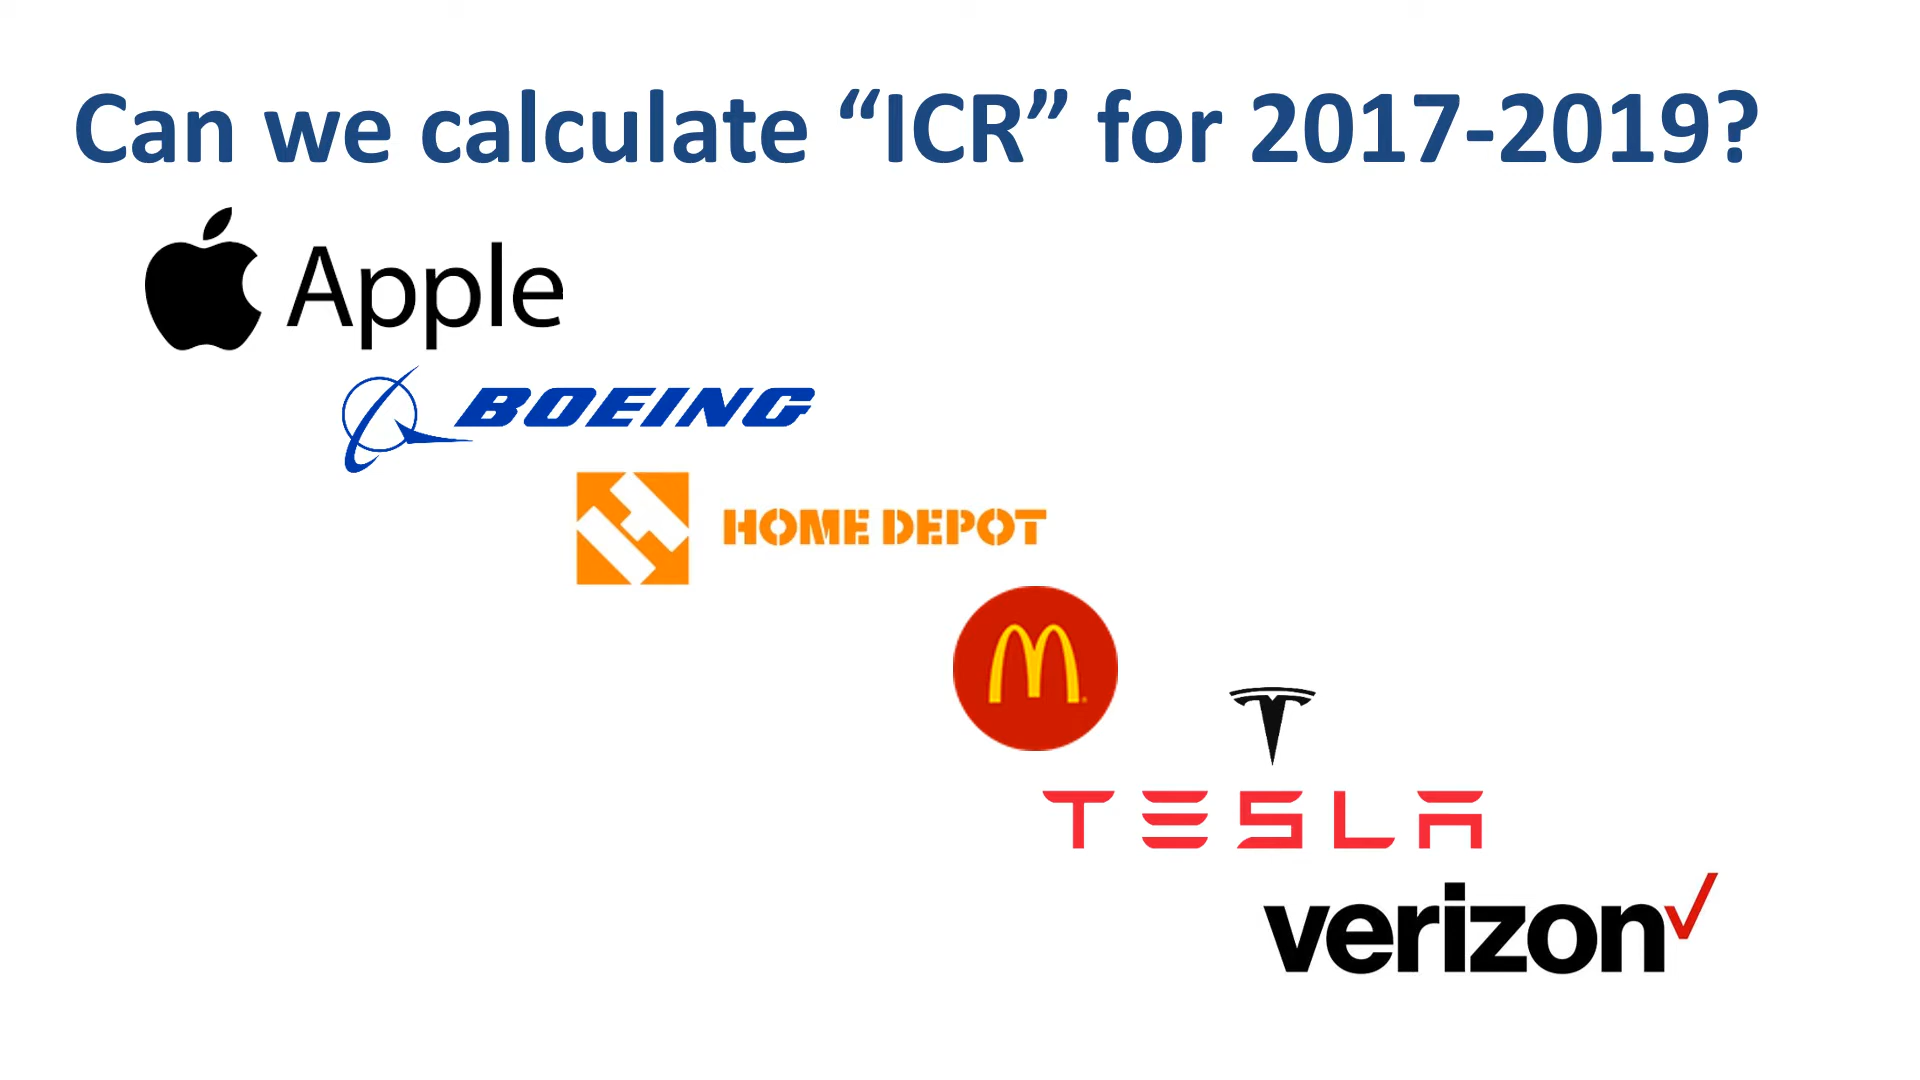 Can we calculate “ICR” for 2017-2019?
Apple
BOEING
HOME DEPOT
M
TESLA
verizon